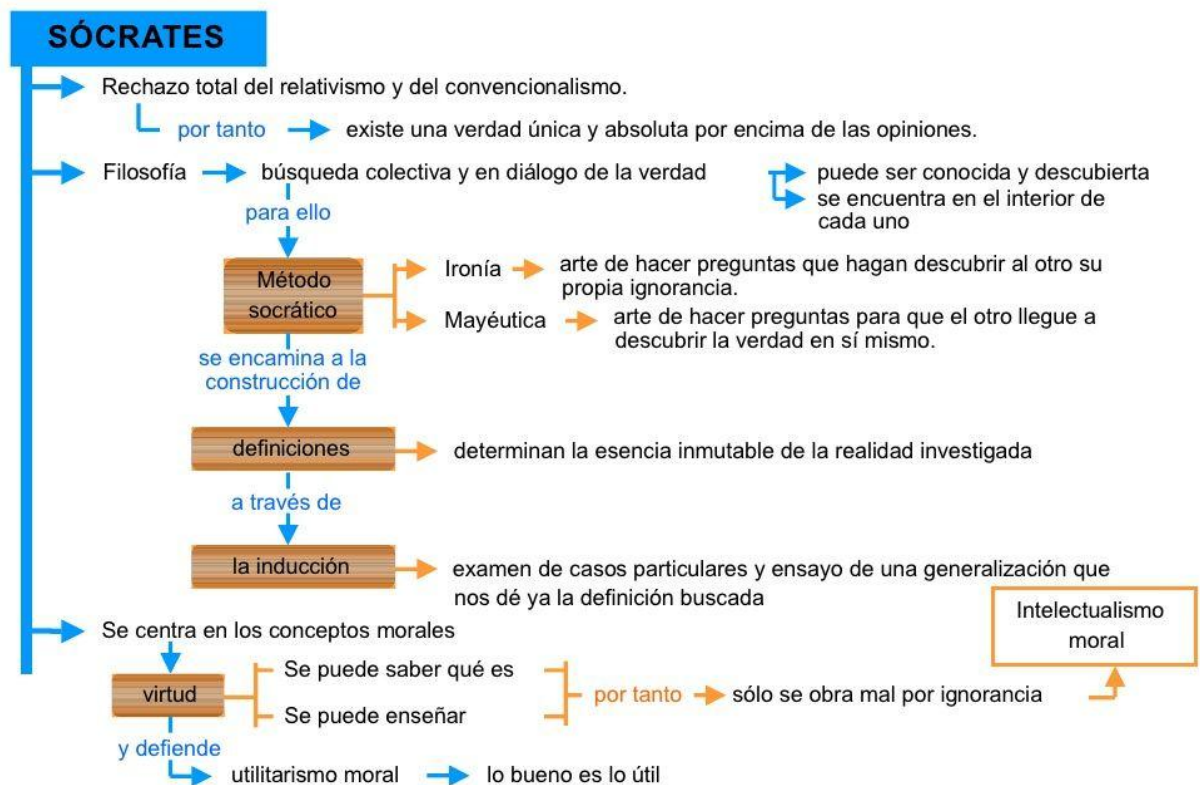 SÓCRATES
Rechazo total del relativismo y del convencionalismo.
por tanto existe una verdad única y absoluta por encima de las opiniones.
Filosofía búsqueda colectiva y en diálogo de la verdad puede ser conocida y descubierta
se encuentra en el interior de
cada uno
para ello
Método
socrático
Ironía arte de hacer preguntas que hagan descubrir al otro su
propia ignorancia.
Mayéutica arte de hacer preguntas para que el otro llegue a
descubrir la verdad en sí mismo.
se encamina a la
construcción de
definiciones determinan la esencia inmutable de la realidad investigada
a través de
la inducción examen de casos particulares y ensayo de una generalización que
nos dé ya la definición buscada
Se centra en los conceptos morales
virtud
Se puede saber qué es
Se puede enseñar
por tanto sólo se obra mal por ignorancia
Intelectualismo
moral
y defiende
utilitarismo moral lo bueno es lo útil